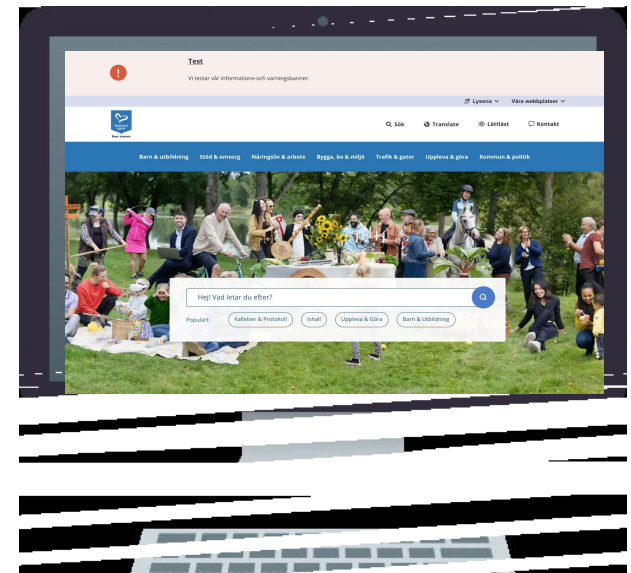 Test
Vi testar vår informations-och varningsbanner.
Lyssna Våra webbplatser
Sök Translate Lättläst Kontakt
Barn & utbildning Stöd & omsorg Näringsliv & arbete Bygga, bo & miljö Trafik & gator Uppleva & göra Kommun & politik
Hej! Vad letar du efter?
Populärt: Kallelser & Protokoll Ishall Uppleva & Göra Barn & Utbildning